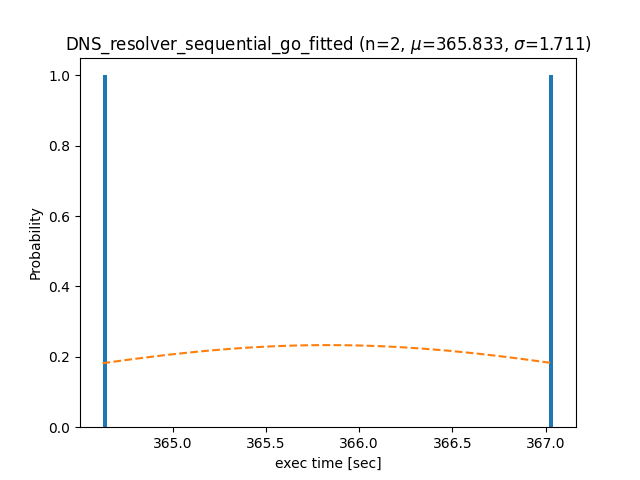 DNS_resolver_sequential_go_fitted (n=2, μ=365.833, σ=1.711)
1.0
0.8
0.6
0.4
0.2
0.0
Probability
365.0 365.5 366.0 366.5 367.0
exec time [sec]